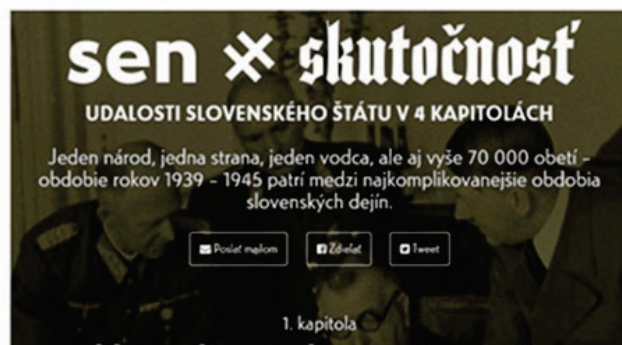 sen × skutočnosť
UDALOSTI SLOVENSKÉHO ŠTÁTU V 4 KAPITOLÁCH
Jeden národ, jedna strana, jeden vodca, ale aj vyše 70 000 obetí –
obdobie rokov 1939 – 1945 patrí medzi najkomplikovanejšie obdobia
slovenských dejín.
Poslať mailom Zdieľať Tweet
1. kapitola